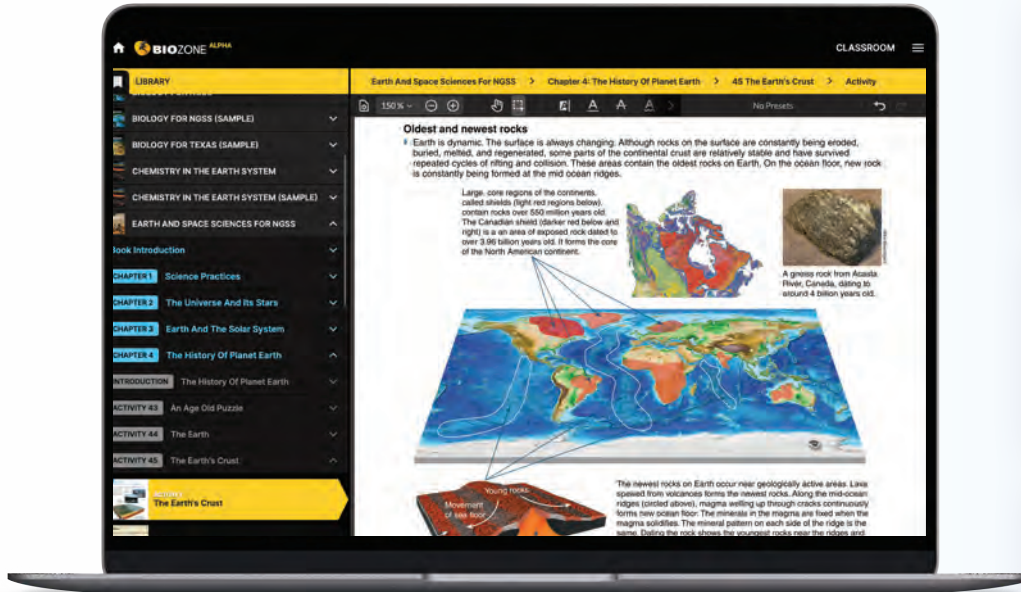 BIOZONE ALPHA
CLASSROOM
LIBRARY
BIOLOGY FOR NGSS (SAMPLE)
BIOLOGY FOR TEXAS (SAMPLE)
CHEMISTRY IN THE EARTH SYSTEM
CHEMISTRY IN THE EARTH SYSTEM (SAMPLE)
EARTH AND SPACE SCIENCES FOR NGSS
Book Introduction
CHAPTER 1 Science Practices
CHAPTER 2 The Universe And Its Stars
CHAPTER 3 Earth And The Solar System
CHAPTER 4 The History Of Planet Earth
INTRODUCTION The History Of Planet Earth
ACTIVITY 43 An Age Old Puzzle
ACTIVITY 44 The Earth
ACTIVITY 45 The Earth's Crust
ACTIVITY
The Earth's Crust
Earth And Space Sciences For NGSS > Chapter 4: The History Of Planet Earth > 45 The Earth's Crust > Activity
150 %
No Presets
Oldest and newest rocks
Earth is dynamic. The surface is always changing. Although rocks on the surface are constantly being eroded,
buried, melted, and regenerated, some parts of the continental crust are relatively stable and have survived
repeated cycles of rifting and collision. These areas contain the oldest rocks on Earth. On the ocean floor, new rock
is constantly being formed at the mid ocean ridges.
Large, core regions of the continents,
called shields (light red regions below),
contain rocks over 550 million years old.
The Canadian shield (darker red below and
right) is a an area of exposed rock dated to
over 3.96 billion years old. It forms the core
of the North American continent.
A gneiss rock from Acasta
River, Canada, dating to
around 4 billion years old.
Young rocks
Movement
of sea floor
The newest rocks on Earth occur near geologically active areas. Lava
spewed from volcanoes forms the newest rocks. Along the mid-ocean
ridges (circled above), magma welling up through cracks continuously
forms new ocean floor. The minerals in the magma are fixed when the
magma solidifies. The mineral pattern on each side of the ridge is the
same. Dating the rock shows the youngest rocks near the ridges and